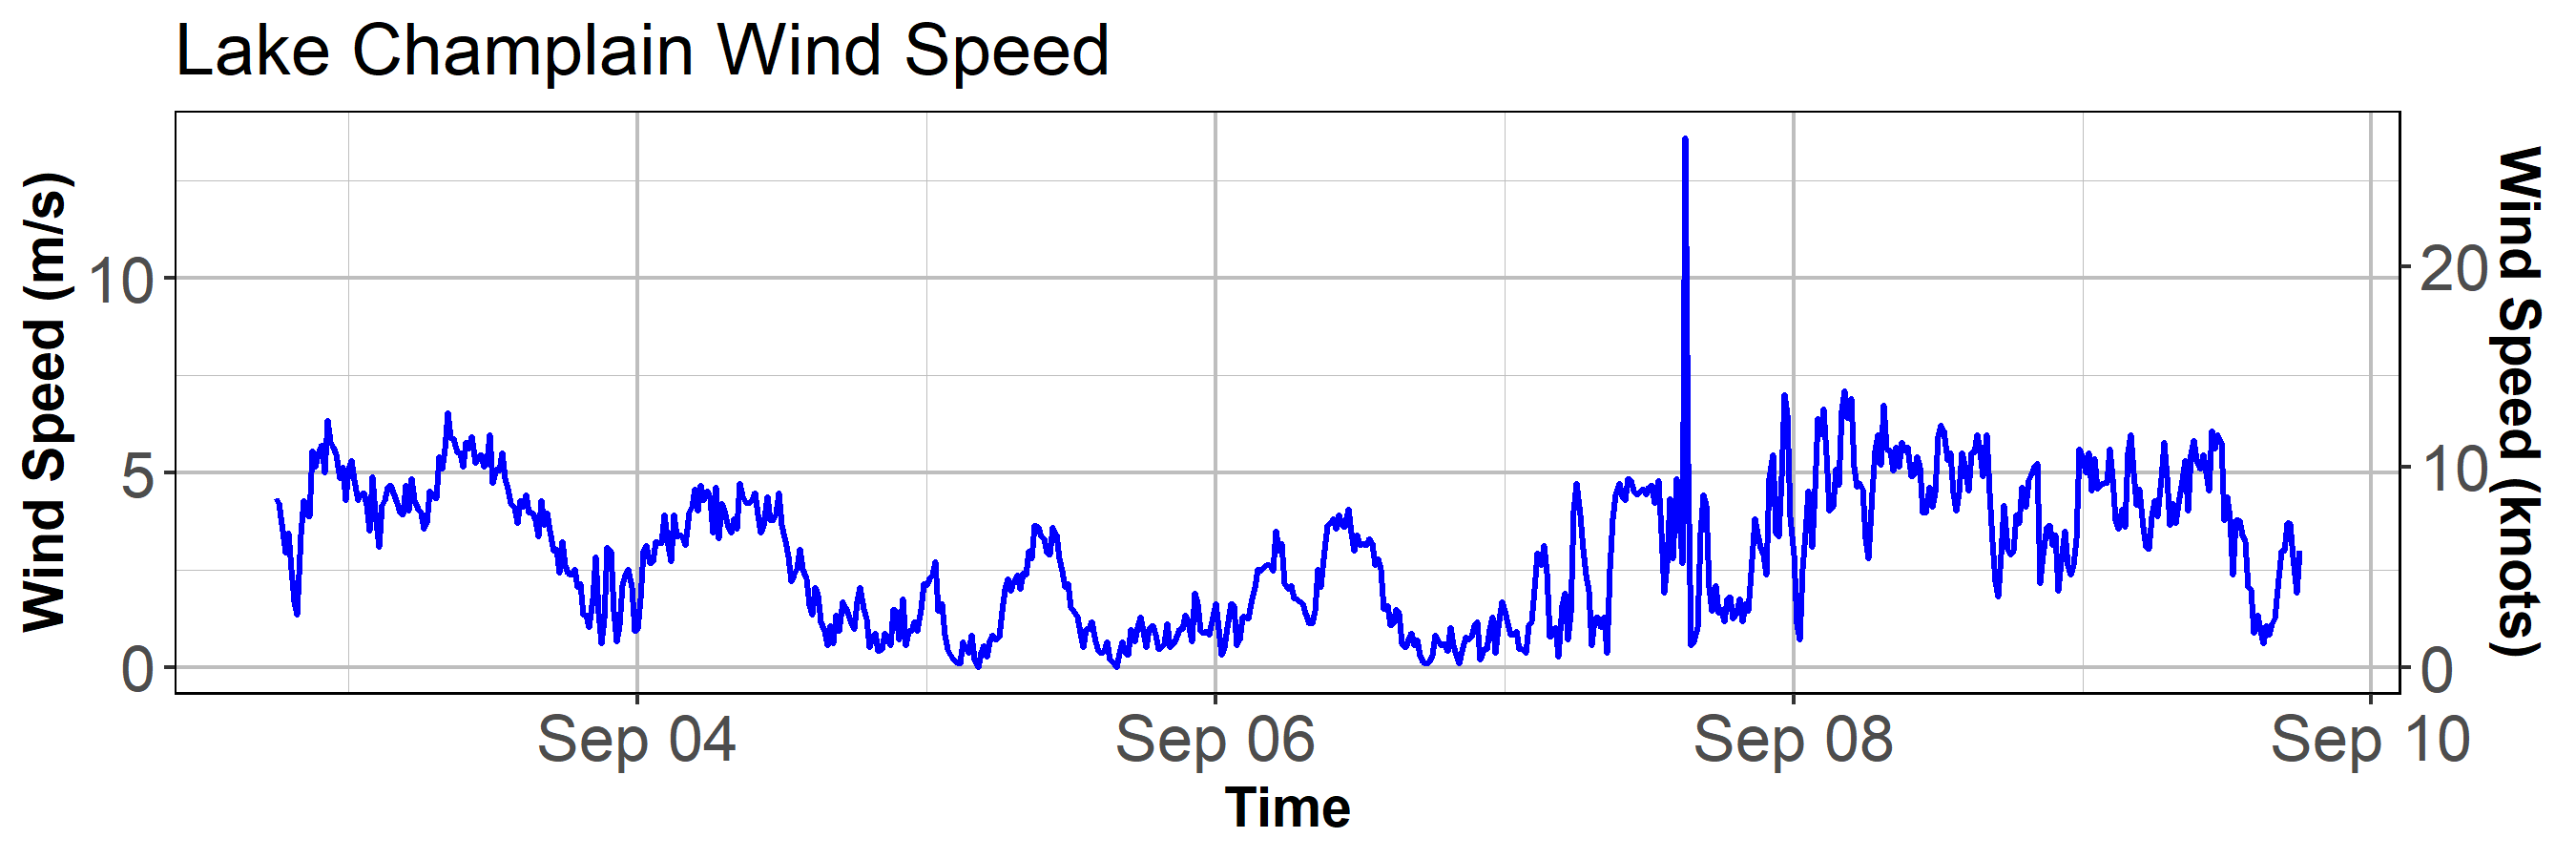 Lake Champlain Wind Speed
Wind Speed (m/s)
10
5
0
20
10
0
Wind Speed (knots)
Sep 04
Sep 06
Sep 08
Sep 10
Time